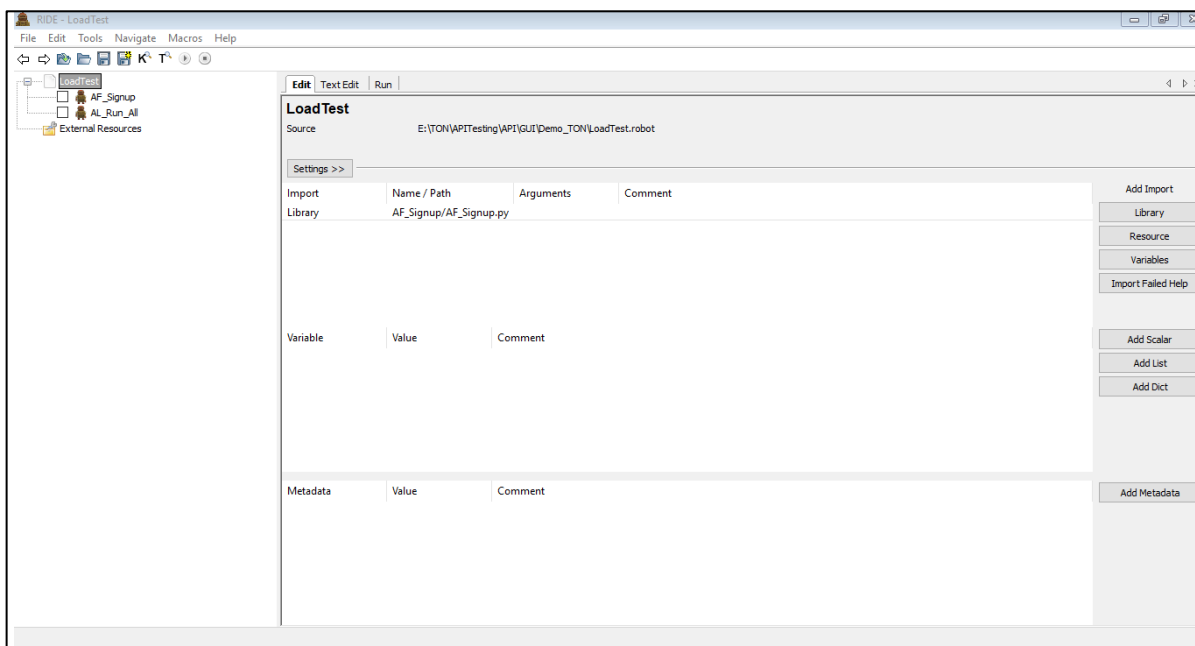 RIDE - LoadTest
File Edit Tools Navigate Macros Help
LoadTest
AF_Signup
AL_Run_All
External Resources
Edit Text Edit Run
LoadTest
Source E:\TON\APITesting\API\GUI\Demo_TON\LoadTest.robot
Settings >>
Import Name / Path Arguments Comment
Library AF_Signup/AF_Signup.py
Add Import
Library
Resource
Variables
Import Failed Help
Variable Value Comment
Add Scalar
Add List
Add Dict
Metadata Value Comment
Add Metadata